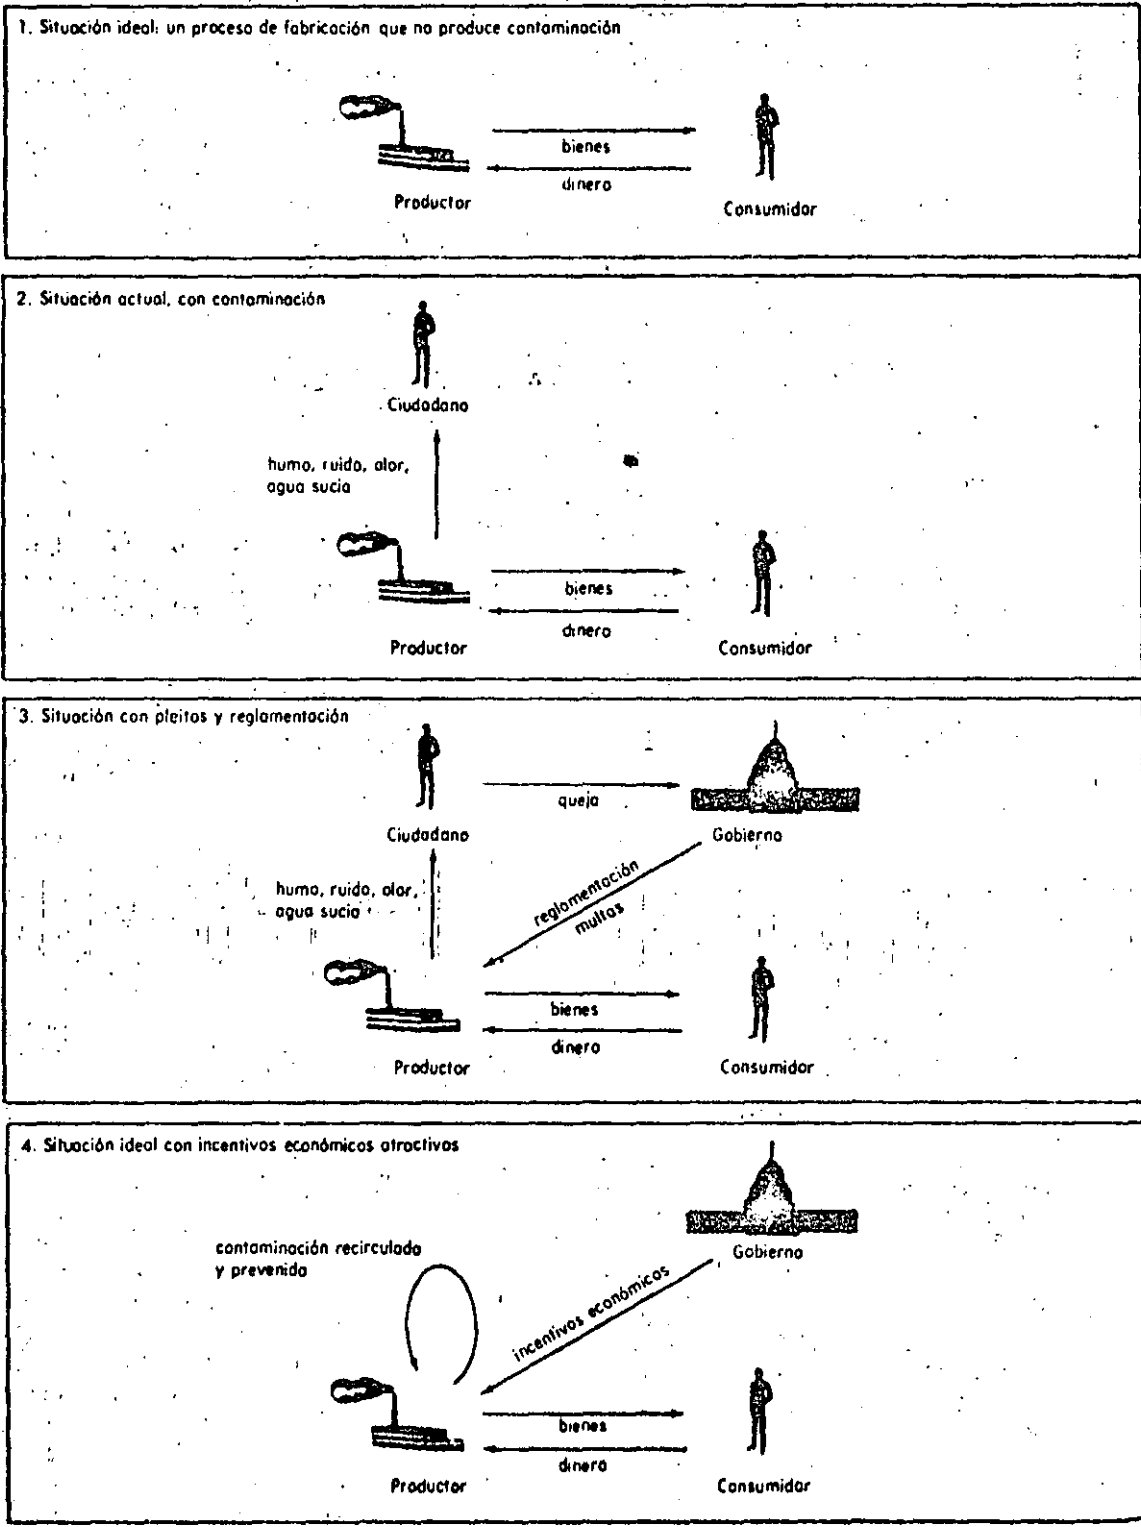 1. Situación ideal: un proceso de fabricación que no produce contaminación
bienes
dinero
Productor
Consumidor
2. Situación actual, con contaminación
Ciudadano
humo, ruido, olor,
agua sucia
bienes
dinero
Productor
Consumidor
3. Situación con pleitos y reglamentación
queja
Ciudadano
Gobierno
humo, ruido, olor,
agua sucia
reglamentación
multas
bienes
dinero
Productor
Consumidor
4. Situación ideal con incentivos económicos atractivos
Gobierno
contaminación recirculada
y prevenida
incentivos económicos
bienes
dinero
Productor
Consumidor